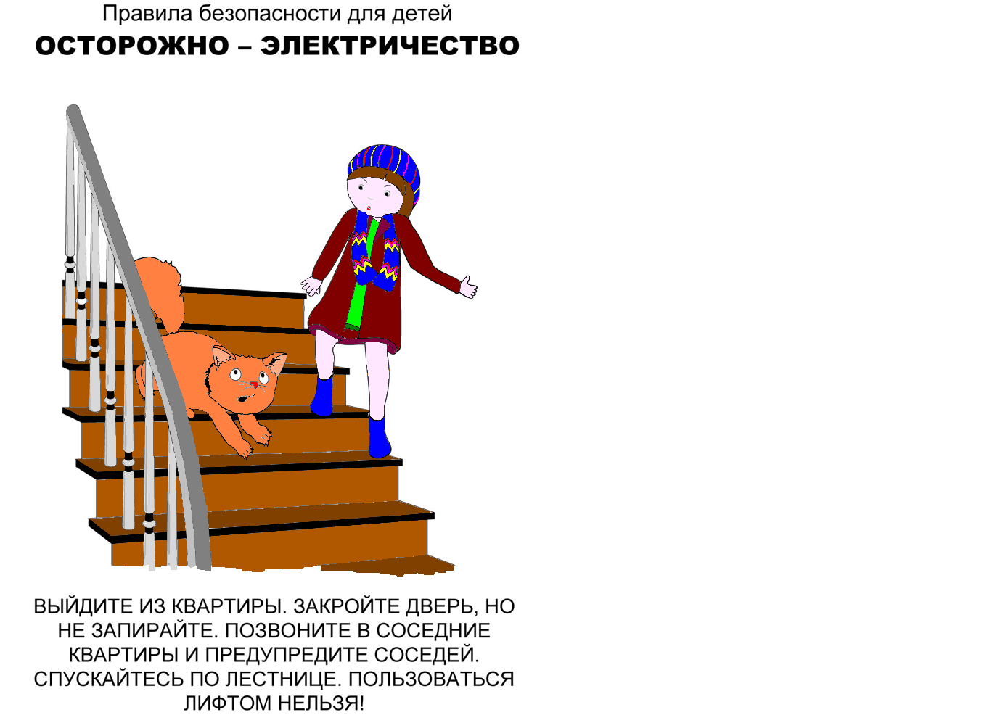 Правила безопасности для детей
ОСТОРОЖНО – ЭЛЕКТРИЧЕСТВО
ВЫЙДИТЕ ИЗ КВАРТИРЫ. ЗАКРОЙТЕ ДВЕРЬ, НО
НЕ ЗАПИРАЙТЕ. ПОЗВОНИТЕ В СОСЕДНИЕ
КВАРТИРЫ И ПРЕДУПРЕДИТЕ СОСЕДЕЙ.
СПУСКАЙТЕСЬ ПО ЛЕСТНИЦЕ. ПОЛЬЗОВАТЬСЯ
ЛИФТОМ НЕЛЬЗЯ!